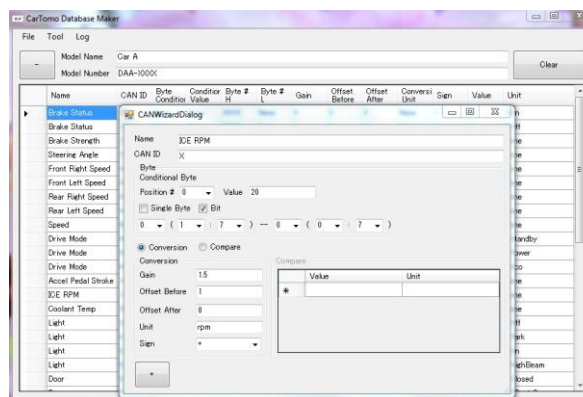 CarTomo Database Maker
File Tool Log
- Model Name Car A
Model Number DAA-XXXX
Clear
Name CAN ID Byte Conditior Condition Value Byte # H Byte # L Gain Offset Before Offset After Conversi Unit Sign Value Unit
Brake Status
Brake Status
Brake Strength
Steering Angle
Front Right Speed
Front Left Speed
Rear Right Speed
Rear Left Speed
Speed
Drive Mode tandby
Drive Mode ower
Drive Mode co
Accel Pedal Stroke
ICE RPM
Coolant Temp
Light ff
Light ark
Light n
Light ighBeam
Door losed
CANWizardDialog
Name ICE RPM
CAN ID X
Byte
Conditional Byte
Position # 0 Value 20
Single Byte Bit
0 ( 1 : 7 ) -- 0 ( 0 : 7 )
Conversion Compare
Conversion
Gain 1.5
Offset Before 1
Offset After 0
Unit rpm
Sign +
+
Compare
Value Unit
*